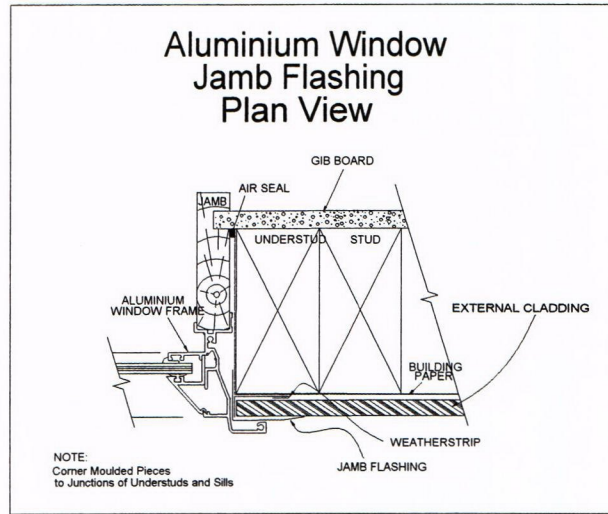 Aluminium Window
Jamb Flashing
Plan View
GIB BOARD
AIR SEAL
JAMB
UNDERSTUD
STUD
ALUMINIUM
WINDOW FRAME
EXTERNAL CLADDING
BUILDING
PAPER
WEATHERSTRIP
JAMB FLASHING
NOTE:
Corner Moulded Pieces
to Junctions of Understuds and Sills